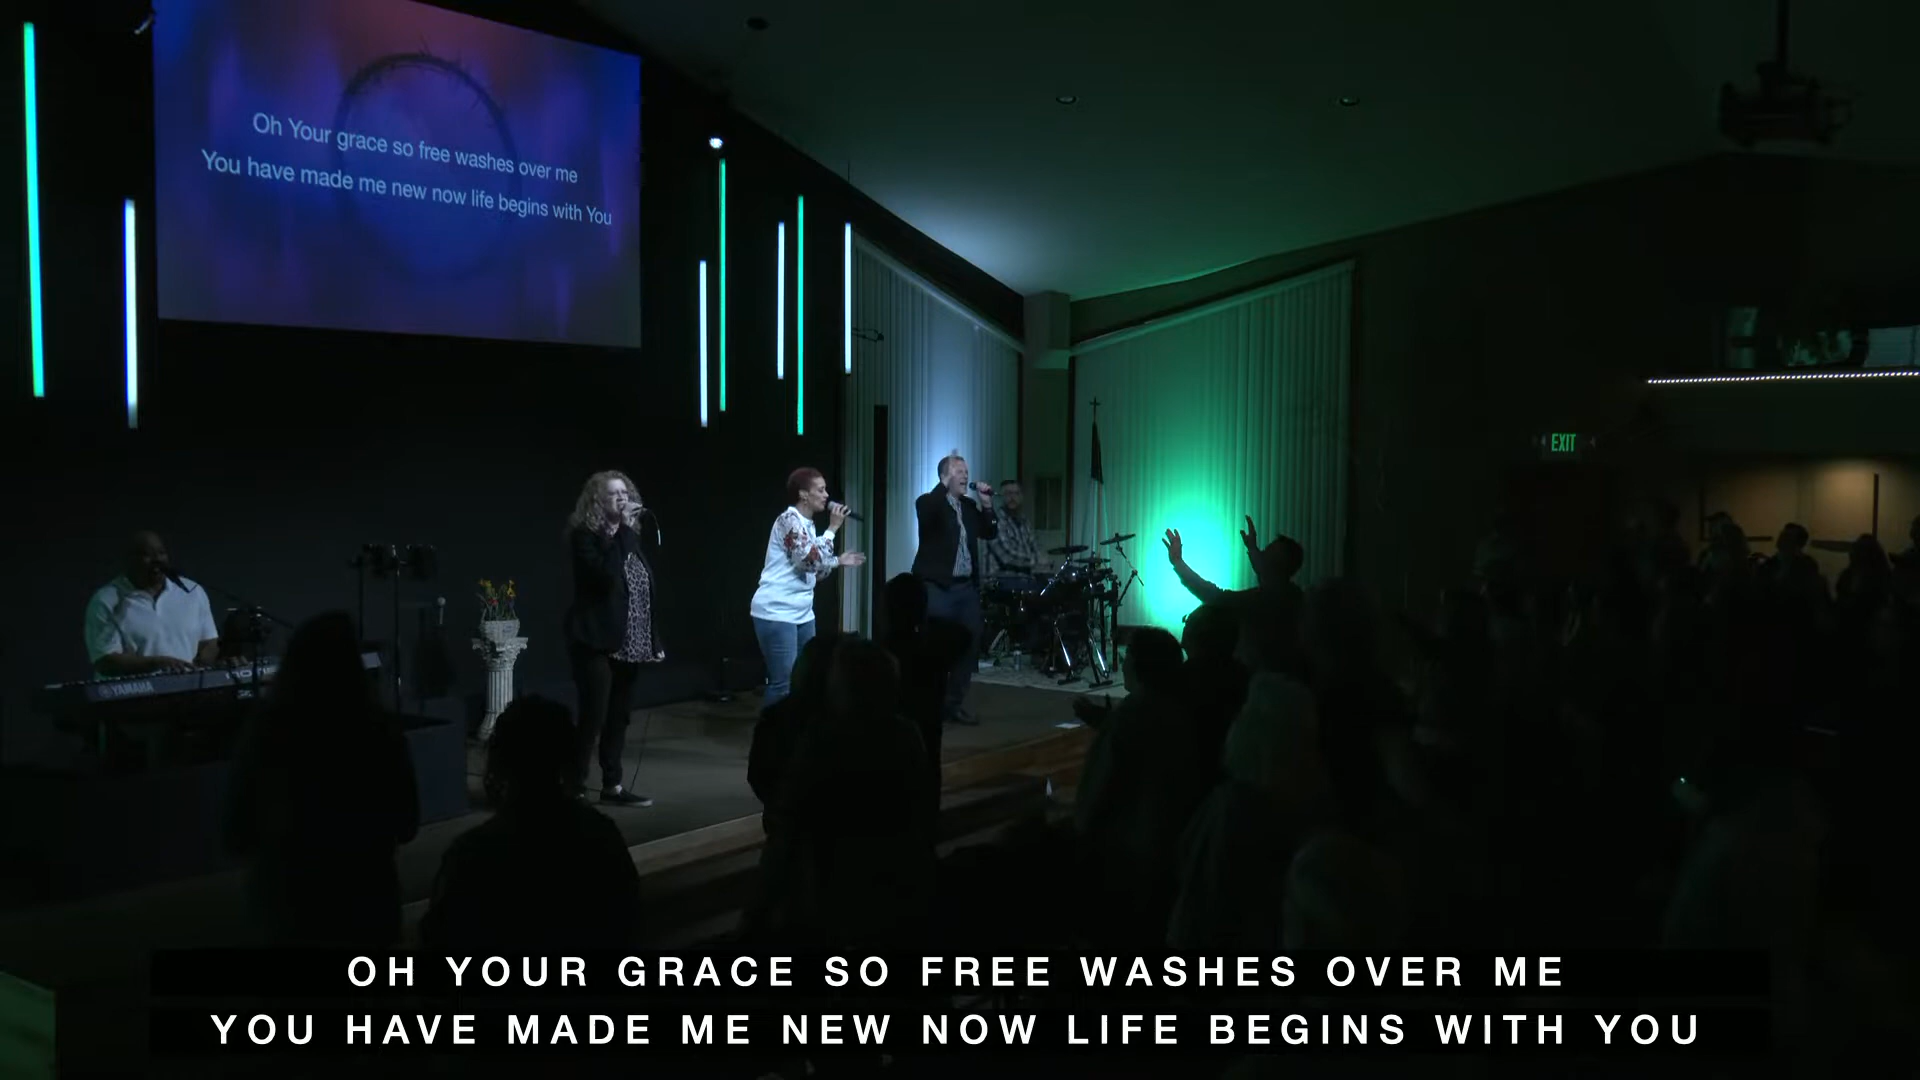 Oh Your grace so free washes over me
You have made me new now life begins with You
EXIT
YAMAHA
OH YOUR GRACE SO FREE WASHES OVER ME
YOU HAVE MADE ME NEW NOW LIFE BEGINS WITH YOU